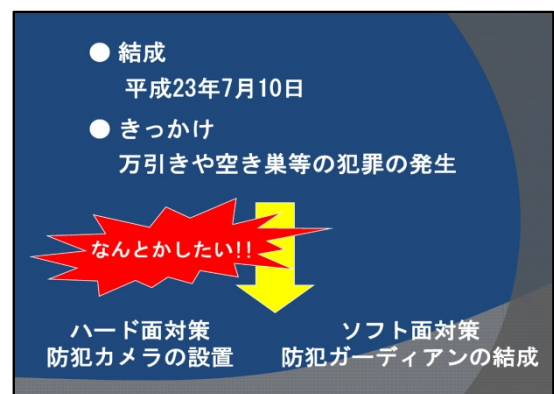 ● 結成
平成23年7月10日
● きっかけ
万引きや空き巣等の犯罪の発生
なんとかしたい!!
ハード面対策
防犯カメラの設置
ソフト面対策
防犯ガーディアンの結成